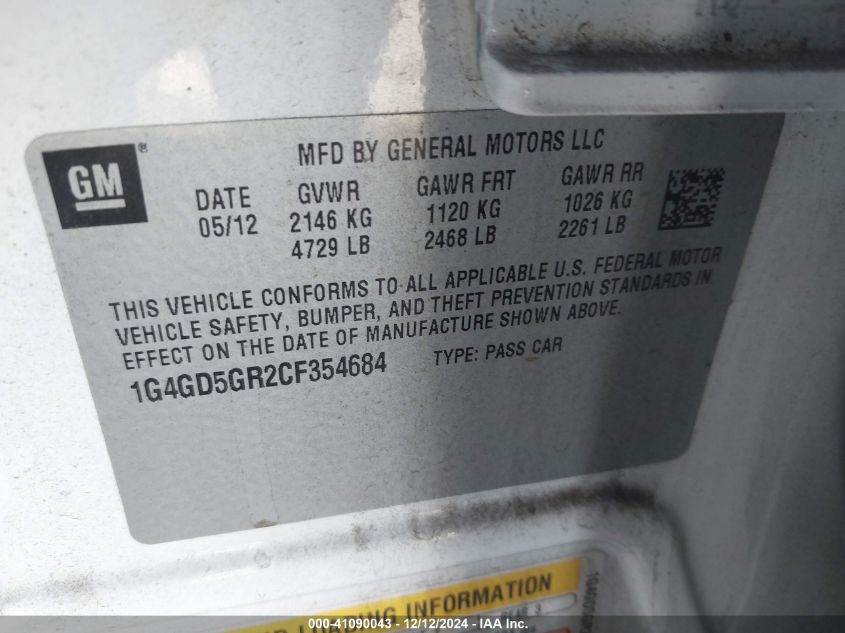 GM ®
MFD BY GENERAL MOTORS LLC
DATE GVWR GAWR FRT GAWR RR
05/12 2146 KG 1120 KG 1026 KG
4729 LB 2468 LB 2261 LB
THIS VEHICLE CONFORMS TO ALL APPLICABLE U.S. FEDERAL MOTOR
VEHICLE SAFETY, BUMPER, AND THEFT PREVENTION STANDARDS IN
EFFECT ON THE DATE OF MANUFACTURE SHOWN ABOVE.
1G4GD5GR2CF354684 TYPE: PASS CAR
LOADING INFORMATION
REAR 3
000-41090043 - 12/12/2024 - IAA Inc.